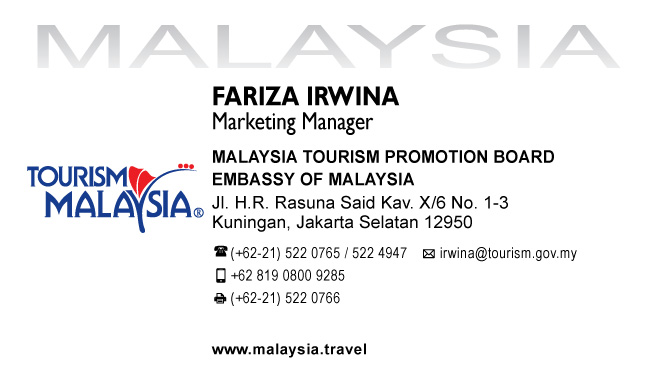 MALAYSIA
FARIZA IRWINA
Marketing Manager
TOURISM
MALAYSIA®
MALAYSIA TOURISM PROMOTION BOARD
EMBASSY OF MALAYSIA
Jl. H.R. Rasuna Said Kav. X/6 No. 1-3
Kuningan, Jakarta Selatan 12950
(+62-21) 522 0765 / 522 4947 irwina@tourism.gov.my
+62 819 0800 9285
(+62-21) 522 0766
www.malaysia.travel